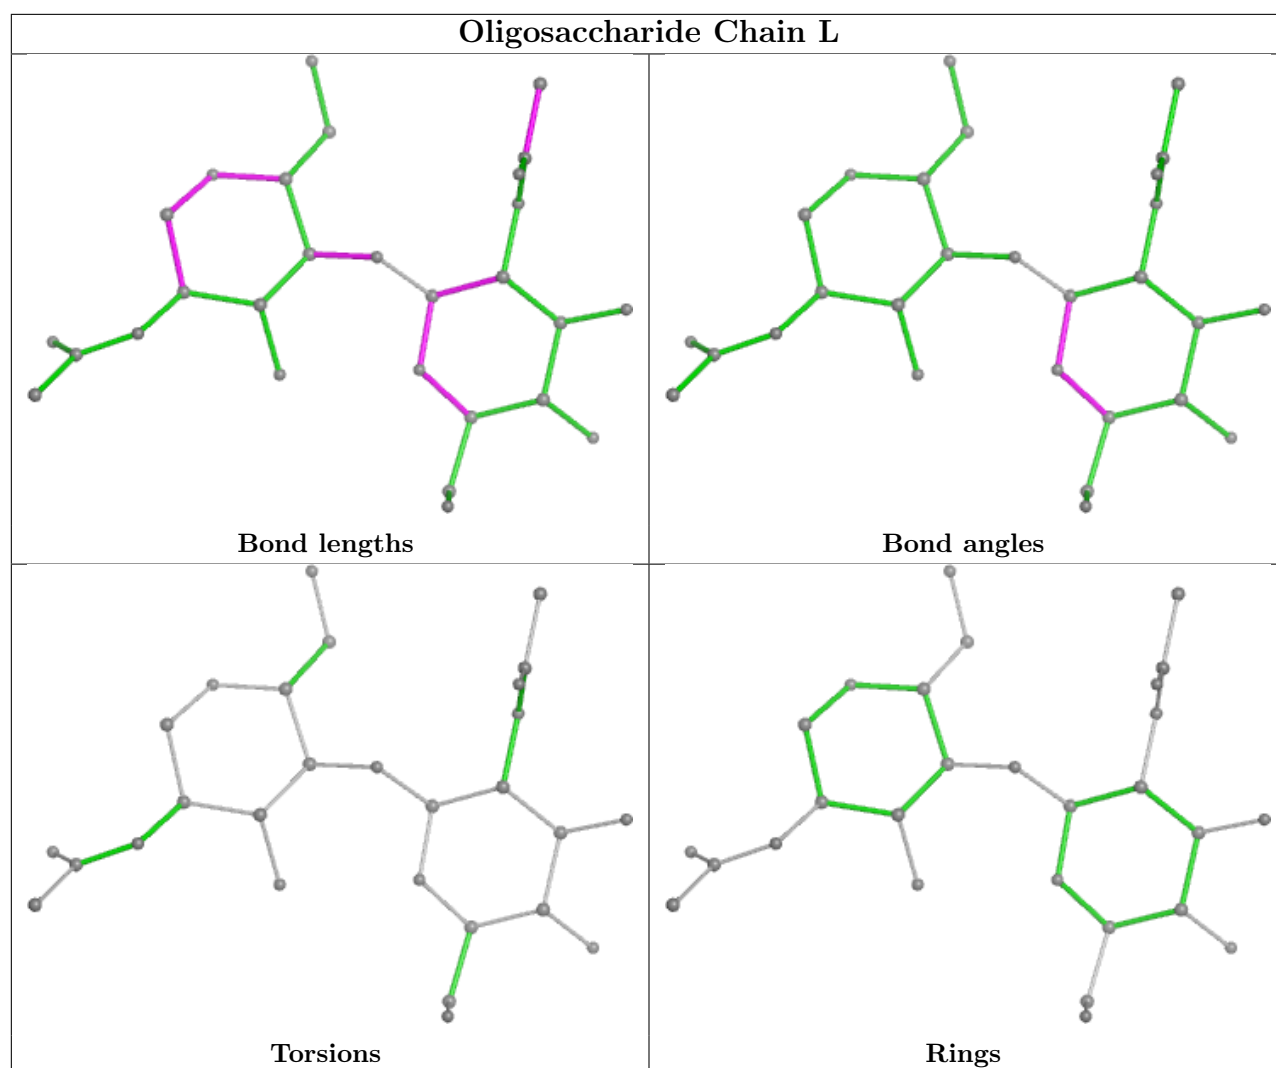 Oligosaccharide Chain L
Bond lengths
Bond angles
Torsions
Rings